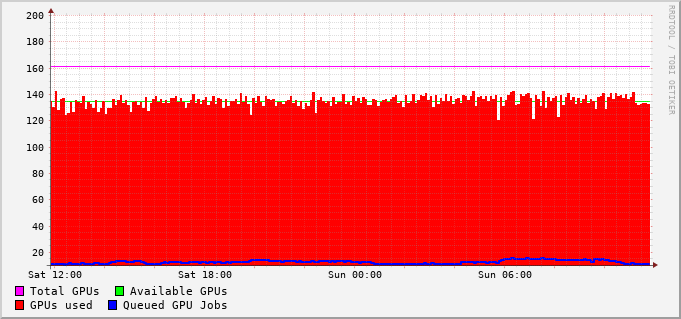 200
180
160
140
120
100
80
60
40
20
Sat 12:00 Sat 18:00 Sun 00:00 Sun 06:00
Total GPUs Available GPUs
GPUs used Queued GPU Jobs
RRDTOOL / TOBI OETIKER